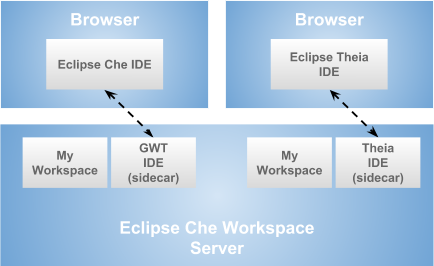 Browser
Eclipse Che IDE
Browser
Eclipse Theia
IDE
My
Workspace
GWT
IDE
(sidecar)
My
Workspace
Theia
IDE
(sidecar)
Eclipse Che Workspace
Server